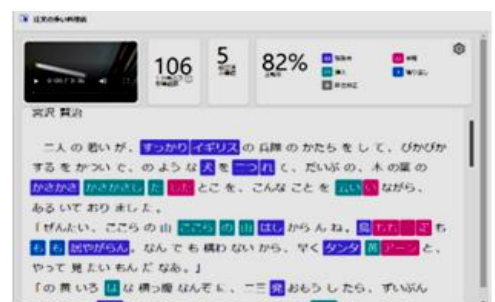 注文の多い料理店
0:00 /
106
5
82%
宮沢 賢治
二人 の 若い が、 すっかり イギリス の 兵隊 の かたち を し て、 ぴかぴか
する を かつい で、 の よう な 犬 を 二つ れ て、 だいぶ の、 木 の 葉 の
かさかさ かさかさし た した とこ を、 こんな こと を 云い い ながら、
ある い て おり まし た。
「ぜんたい、 ここら の 山 ここら の 山 はし から ん ね。 鳥 も
も も 居やがらん。 なん で も 構わ ない から、 早く タンタ アーン と、
やって 見 たい もん だ なあ。」
「の 黄 いろ は な 横っ腹 なんぞ に、 二三 発 おもう し たら、 ずいぶん